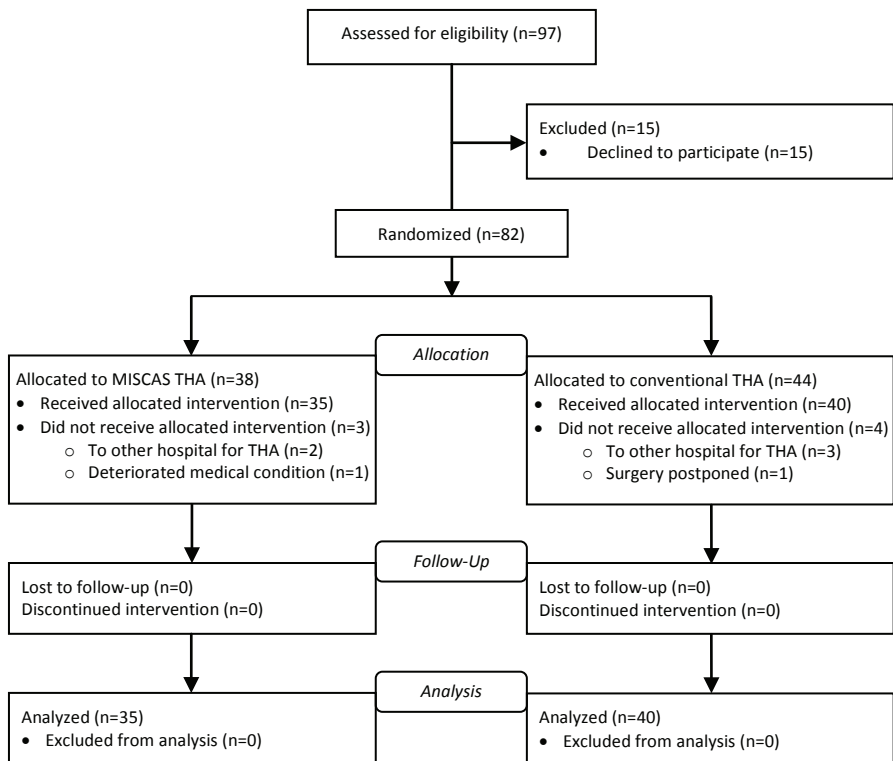 Assessed for eligibility (n=97)
Excluded (n=15)
• Declined to participate (n=15)
Randomized (n=82)
Allocation
Allocated to MISCAS THA (n=38)
• Received allocated intervention (n=35)
• Did not receive allocated intervention (n=3)
o To other hospital for THA (n=2)
o Deteriorated medical condition (n=1)
Allocated to conventional THA (n=44)
• Received allocated intervention (n=40)
• Did not receive allocated intervention (n=4)
o To other hospital for THA (n=3)
o Surgery postponed (n=1)
Follow-Up
Lost to follow-up (n=0)
Discontinued intervention (n=0)
Lost to follow-up (n=0)
Discontinued intervention (n=0)
Analysis
Analyzed (n=35)
• Excluded from analysis (n=0)
Analyzed (n=40)
• Excluded from analysis (n=0)